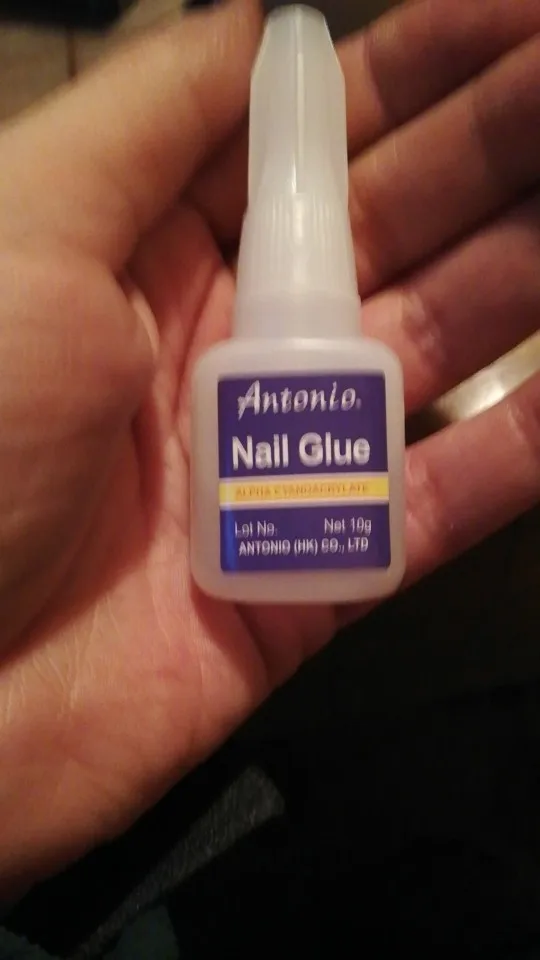 Antonio
Nail Glue
ALPHA CYANOACRYLATE
Lot No. Net 10g
ANTONIO (HK) CO., LTD